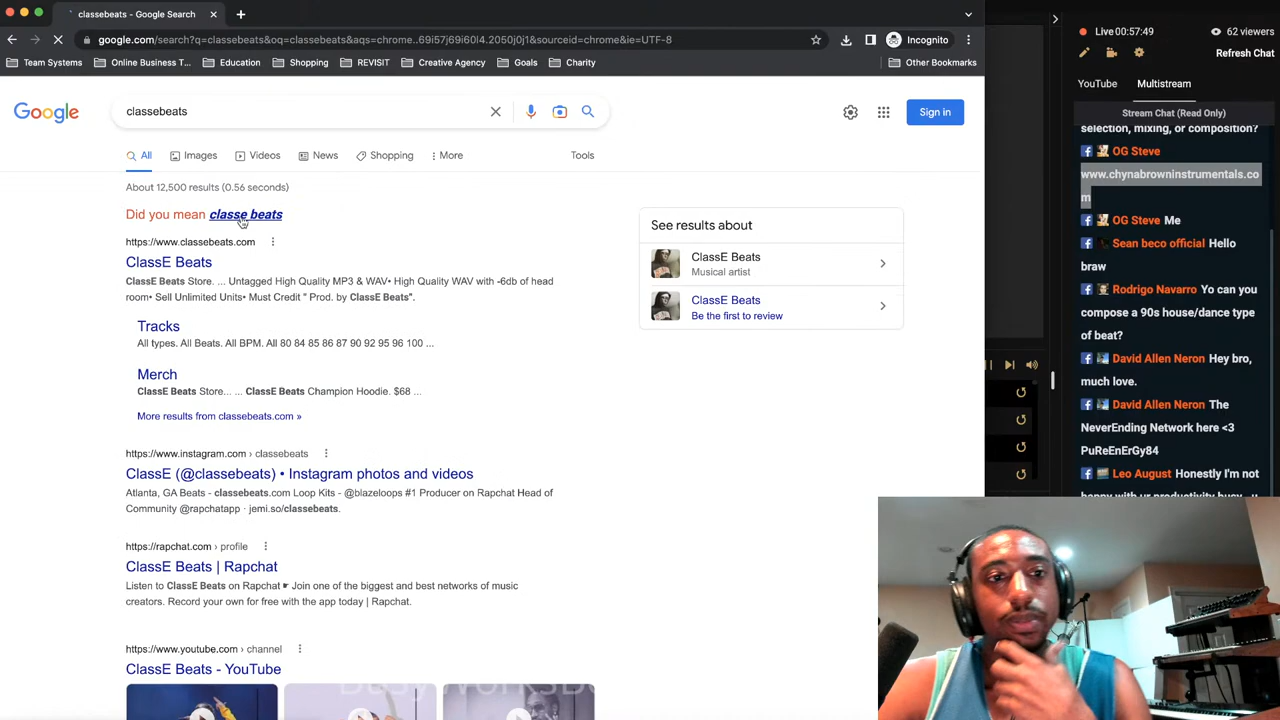 classebeats - Google Search
google.com/search?q=classebeats&oq=classebeats&aqs=chrome..69i57j69i60l4.2050j0j1&sourceid=chrome&ie=UTF-8
Incognito
Team Systems
Online Business T...
Education
Shopping
REVISIT
Creative Agency
Goals
Charity
Other Bookmarks
Google
classebeats
Sign in
All
Images
Videos
News
Shopping
More
Tools
About 12,500 results (0.56 seconds)
Did you mean classe beats
https://www.classebeats.com
ClassE Beats
ClassE Beats Store. ... Untagged High Quality MP3 & WAV• High Quality WAV with -6db of head
room• Sell Unlimited Units• Must Credit " Prod. by ClassE Beats".
Tracks
All types. All Beats. All BPM. All 80 84 85 86 87 90 92 95 96 100 ...
Merch
ClassE Beats Store... ... ClassE Beats Champion Hoodie. $68 ...
More results from classebeats.com »
https://www.instagram.com › classebeats
ClassE (@classebeats) • Instagram photos and videos
Atlanta, GA Beats - classebeats.com Loop Kits - @blazeloops #1 Producer on Rapchat Head of
Community @rapchatapp · jemi.so/classebeats.
https://rapchat.com › profile
ClassE Beats | Rapchat
Listen to ClassE Beats on Rapchat ☛ Join one of the biggest and best networks of music
creators. Record your own for free with the app today | Rapchat.
https://www.youtube.com › channel
ClassE Beats - YouTube
See results about
ClassE Beats
Musical artist
ClassE Beats
Be the first to review
Live 00:57:49
62 viewers
Refresh Chat
YouTube
Multistream
Stream Chat (Read Only)
selection, mixing, or composition?
OG Steve
www.chynabrowninstrumentals.co
m
OG Steve Me
Sean beco official Hello
braw
Rodrigo Navarro Yo can you
compose a 90s house/dance type
of beat?
David Allen Neron Hey bro,
much love.
David Allen Neron The
NeverEnding Network here <3
PuReEnErGy84
Leo August Honestly I'm not